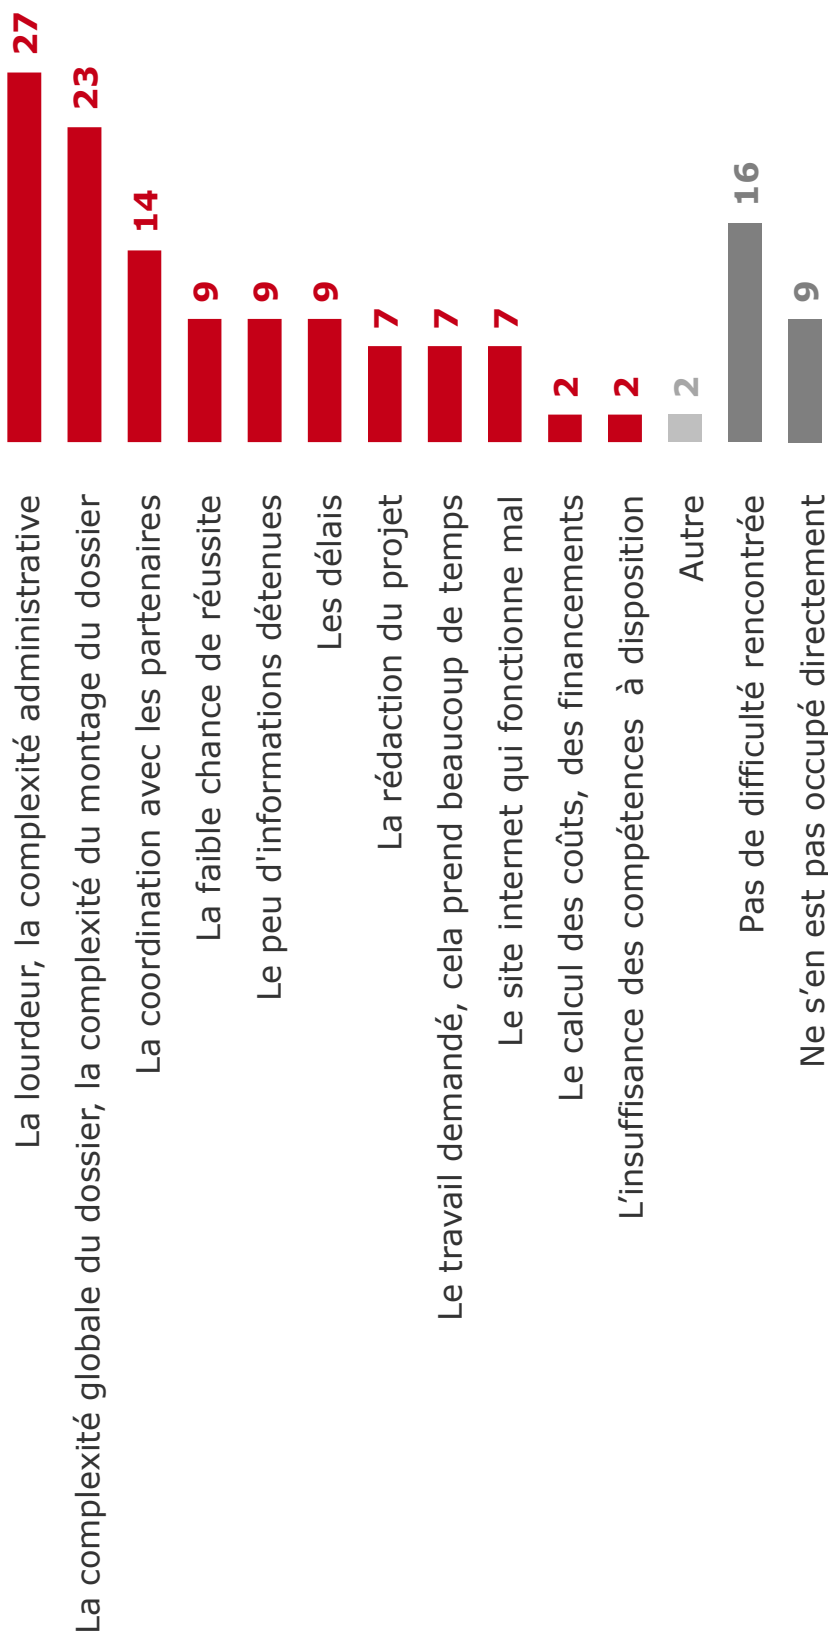 La lourdeur, la complexité administrative 27
La complexité globale du dossier, la complexité du montage du dossier 23
La coordination avec les partenaires 14
La faible chance de réussite 9
Le peu d'informations détenues 9
Les délais 9
La rédaction du projet 7
Le travail demandé, cela prend beaucoup de temps 7
Le site internet qui fonctionne mal 7
Le calcul des coûts, des financements 2
L’insuffisance des compétences  à disposition 2
Autre 2
Pas de difficulté rencontrée 16
Ne s’en est pas occupé directement 9